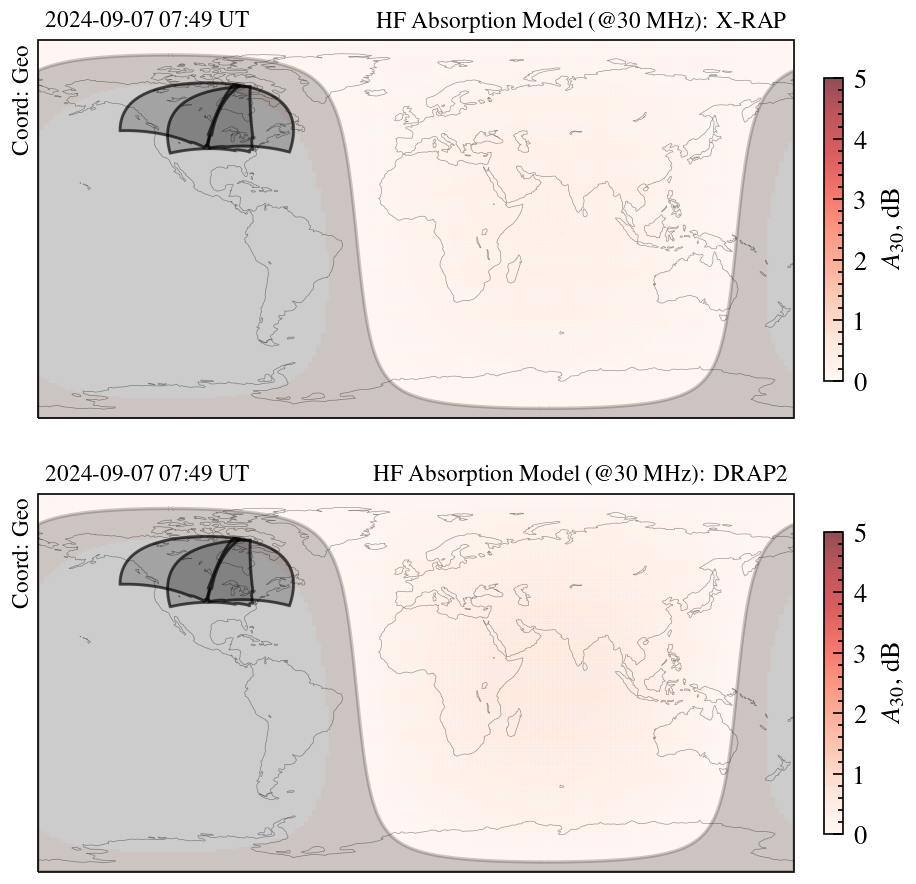 2024-09-07 07:49 UT
HF Absorption Model (@30 MHz): X-RAP
Coord: Geo
5
4
3
2
1
0
A30, dB
2024-09-07 07:49 UT
HF Absorption Model (@30 MHz): DRAP2
Coord: Geo
5
4
3
2
1
0
A30, dB